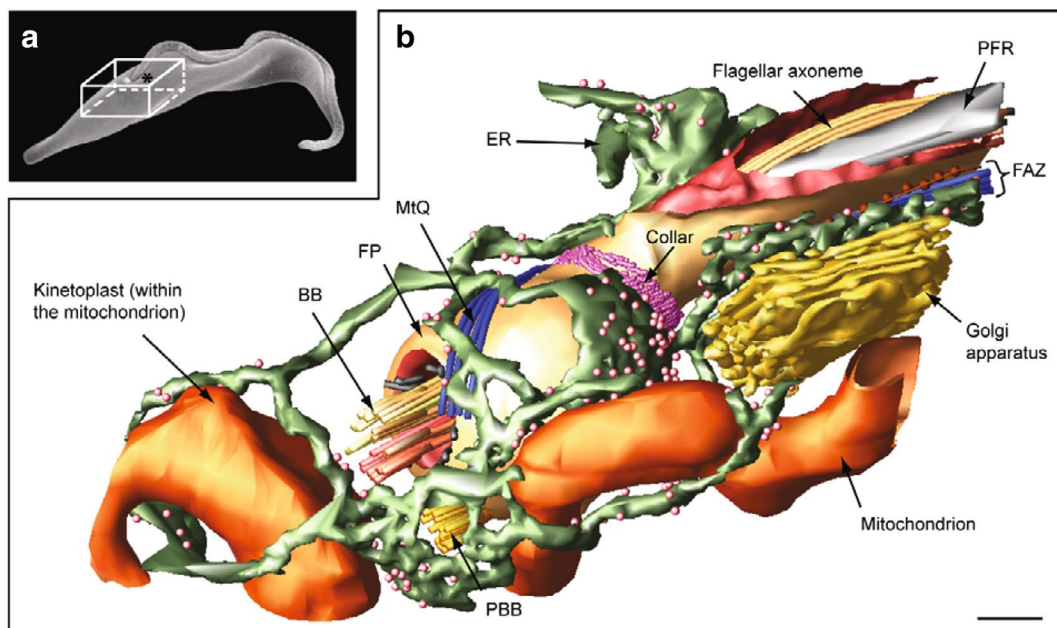 a
*
b
PFR
Flagellar axoneme
ER
FAZ
MtQ
Collar
FP
Kinetoplast (within
the mitochondrion)
BB
Golgi
apparatus
Mitochondrion
PBB